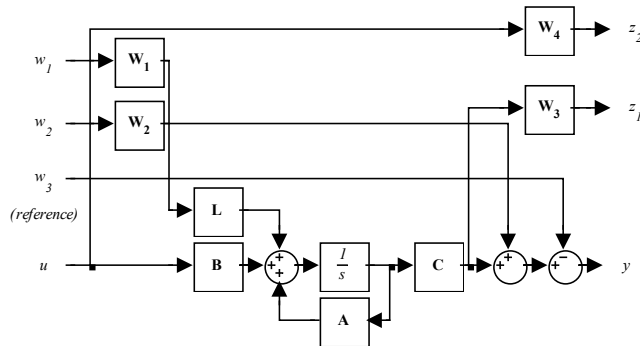 W4 z2
w1 W1
W3 z1
w2 W2
w3
(reference)
L
+
−
u B + + 1/s C + + + y
+
A